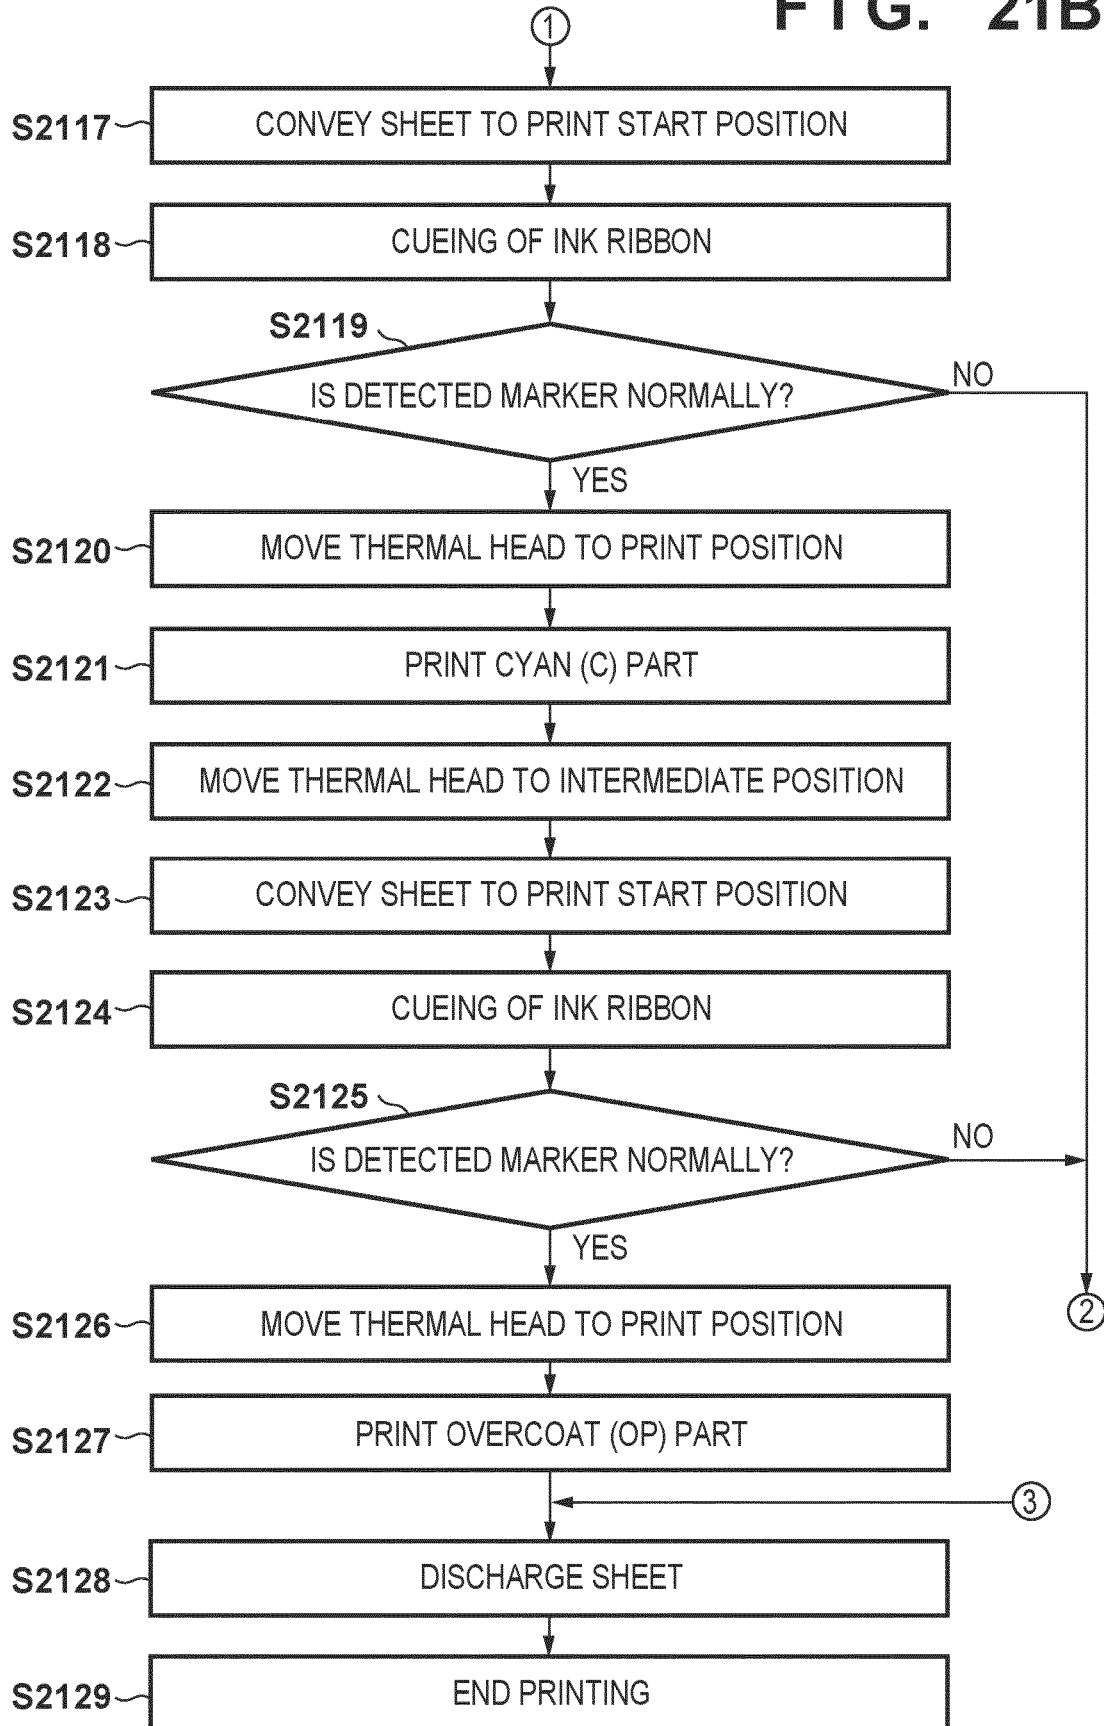 FIG. 21B
1
S2117 CONVEY SHEET TO PRINT START POSITION
S2118 CUEING OF INK RIBBON
S2119
IS DETECTED MARKER NORMALLY?
NO
YES
S2120 MOVE THERMAL HEAD TO PRINT POSITION
S2121 PRINT CYAN (C) PART
S2122 MOVE THERMAL HEAD TO INTERMEDIATE POSITION
S2123 CONVEY SHEET TO PRINT START POSITION
S2124 CUEING OF INK RIBBON
S2125
IS DETECTED MARKER NORMALLY?
NO
YES
2
S2126 MOVE THERMAL HEAD TO PRINT POSITION
S2127 PRINT OVERCOAT (OP) PART
3
S2128 DISCHARGE SHEET
S2129 END PRINTING